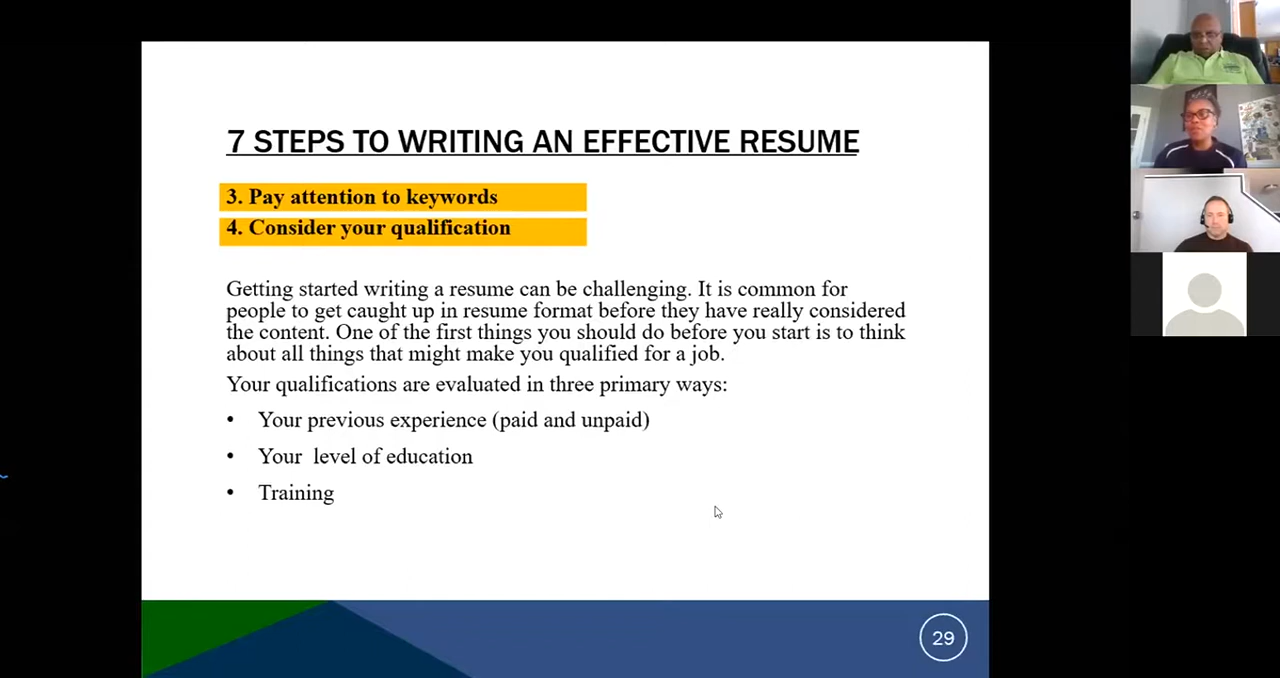 7 STEPS TO WRITING AN EFFECTIVE RESUME
3. Pay attention to keywords
4. Consider your qualification
Getting started writing a resume can be challenging. It is common for
people to get caught up in resume format before they have really considered
the content. One of the first things you should do before you start is to think
about all things that might make you qualified for a job.
Your qualifications are evaluated in three primary ways:
• Your previous experience (paid and unpaid)
• Your level of education
• Training
29